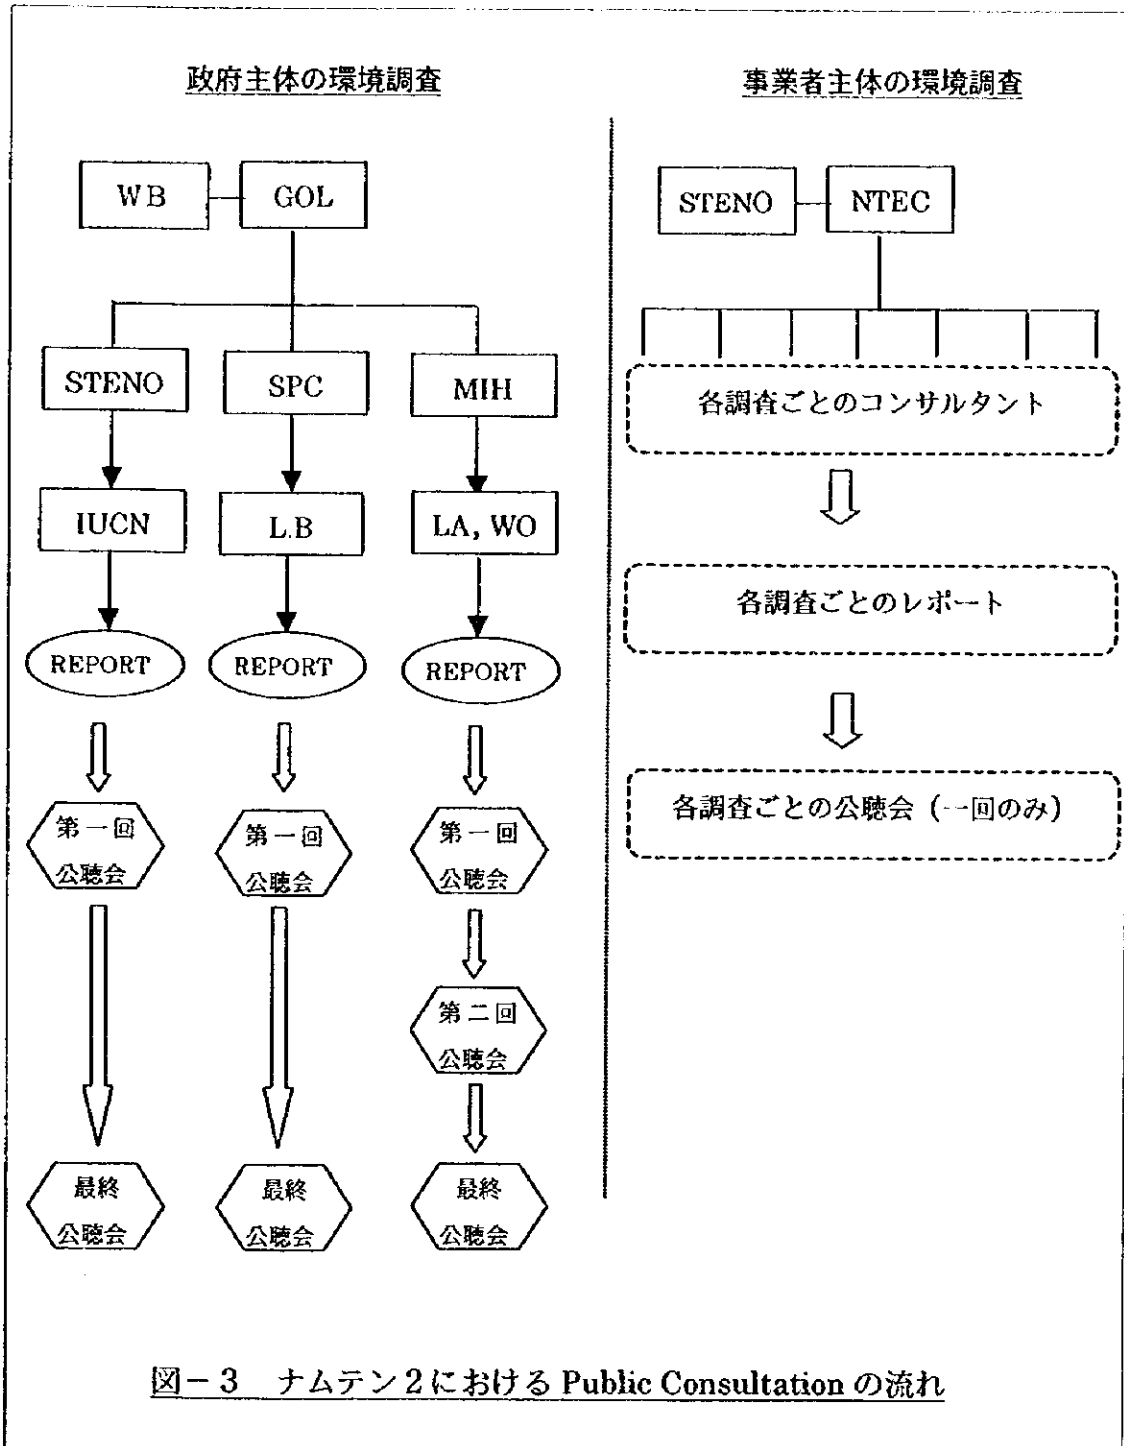 政府主体の環境調査
WB
GOL
STENO
SPC
MIH
IUCN
L.B
LA, WO
REPORT
REPORT
REPORT
第一回
公聴会
第一回
公聴会
第一回
公聴会
第二回
公聴会
最終
公聴会
最終
公聴会
最終
公聴会
事業者主体の環境調査
STENO
NTEC
各調査ごとのコンサルタント
各調査ごとのレポート
各調査ごとの公聴会（一回のみ）
図－3　ナムテン2における Public Consultation の流れ